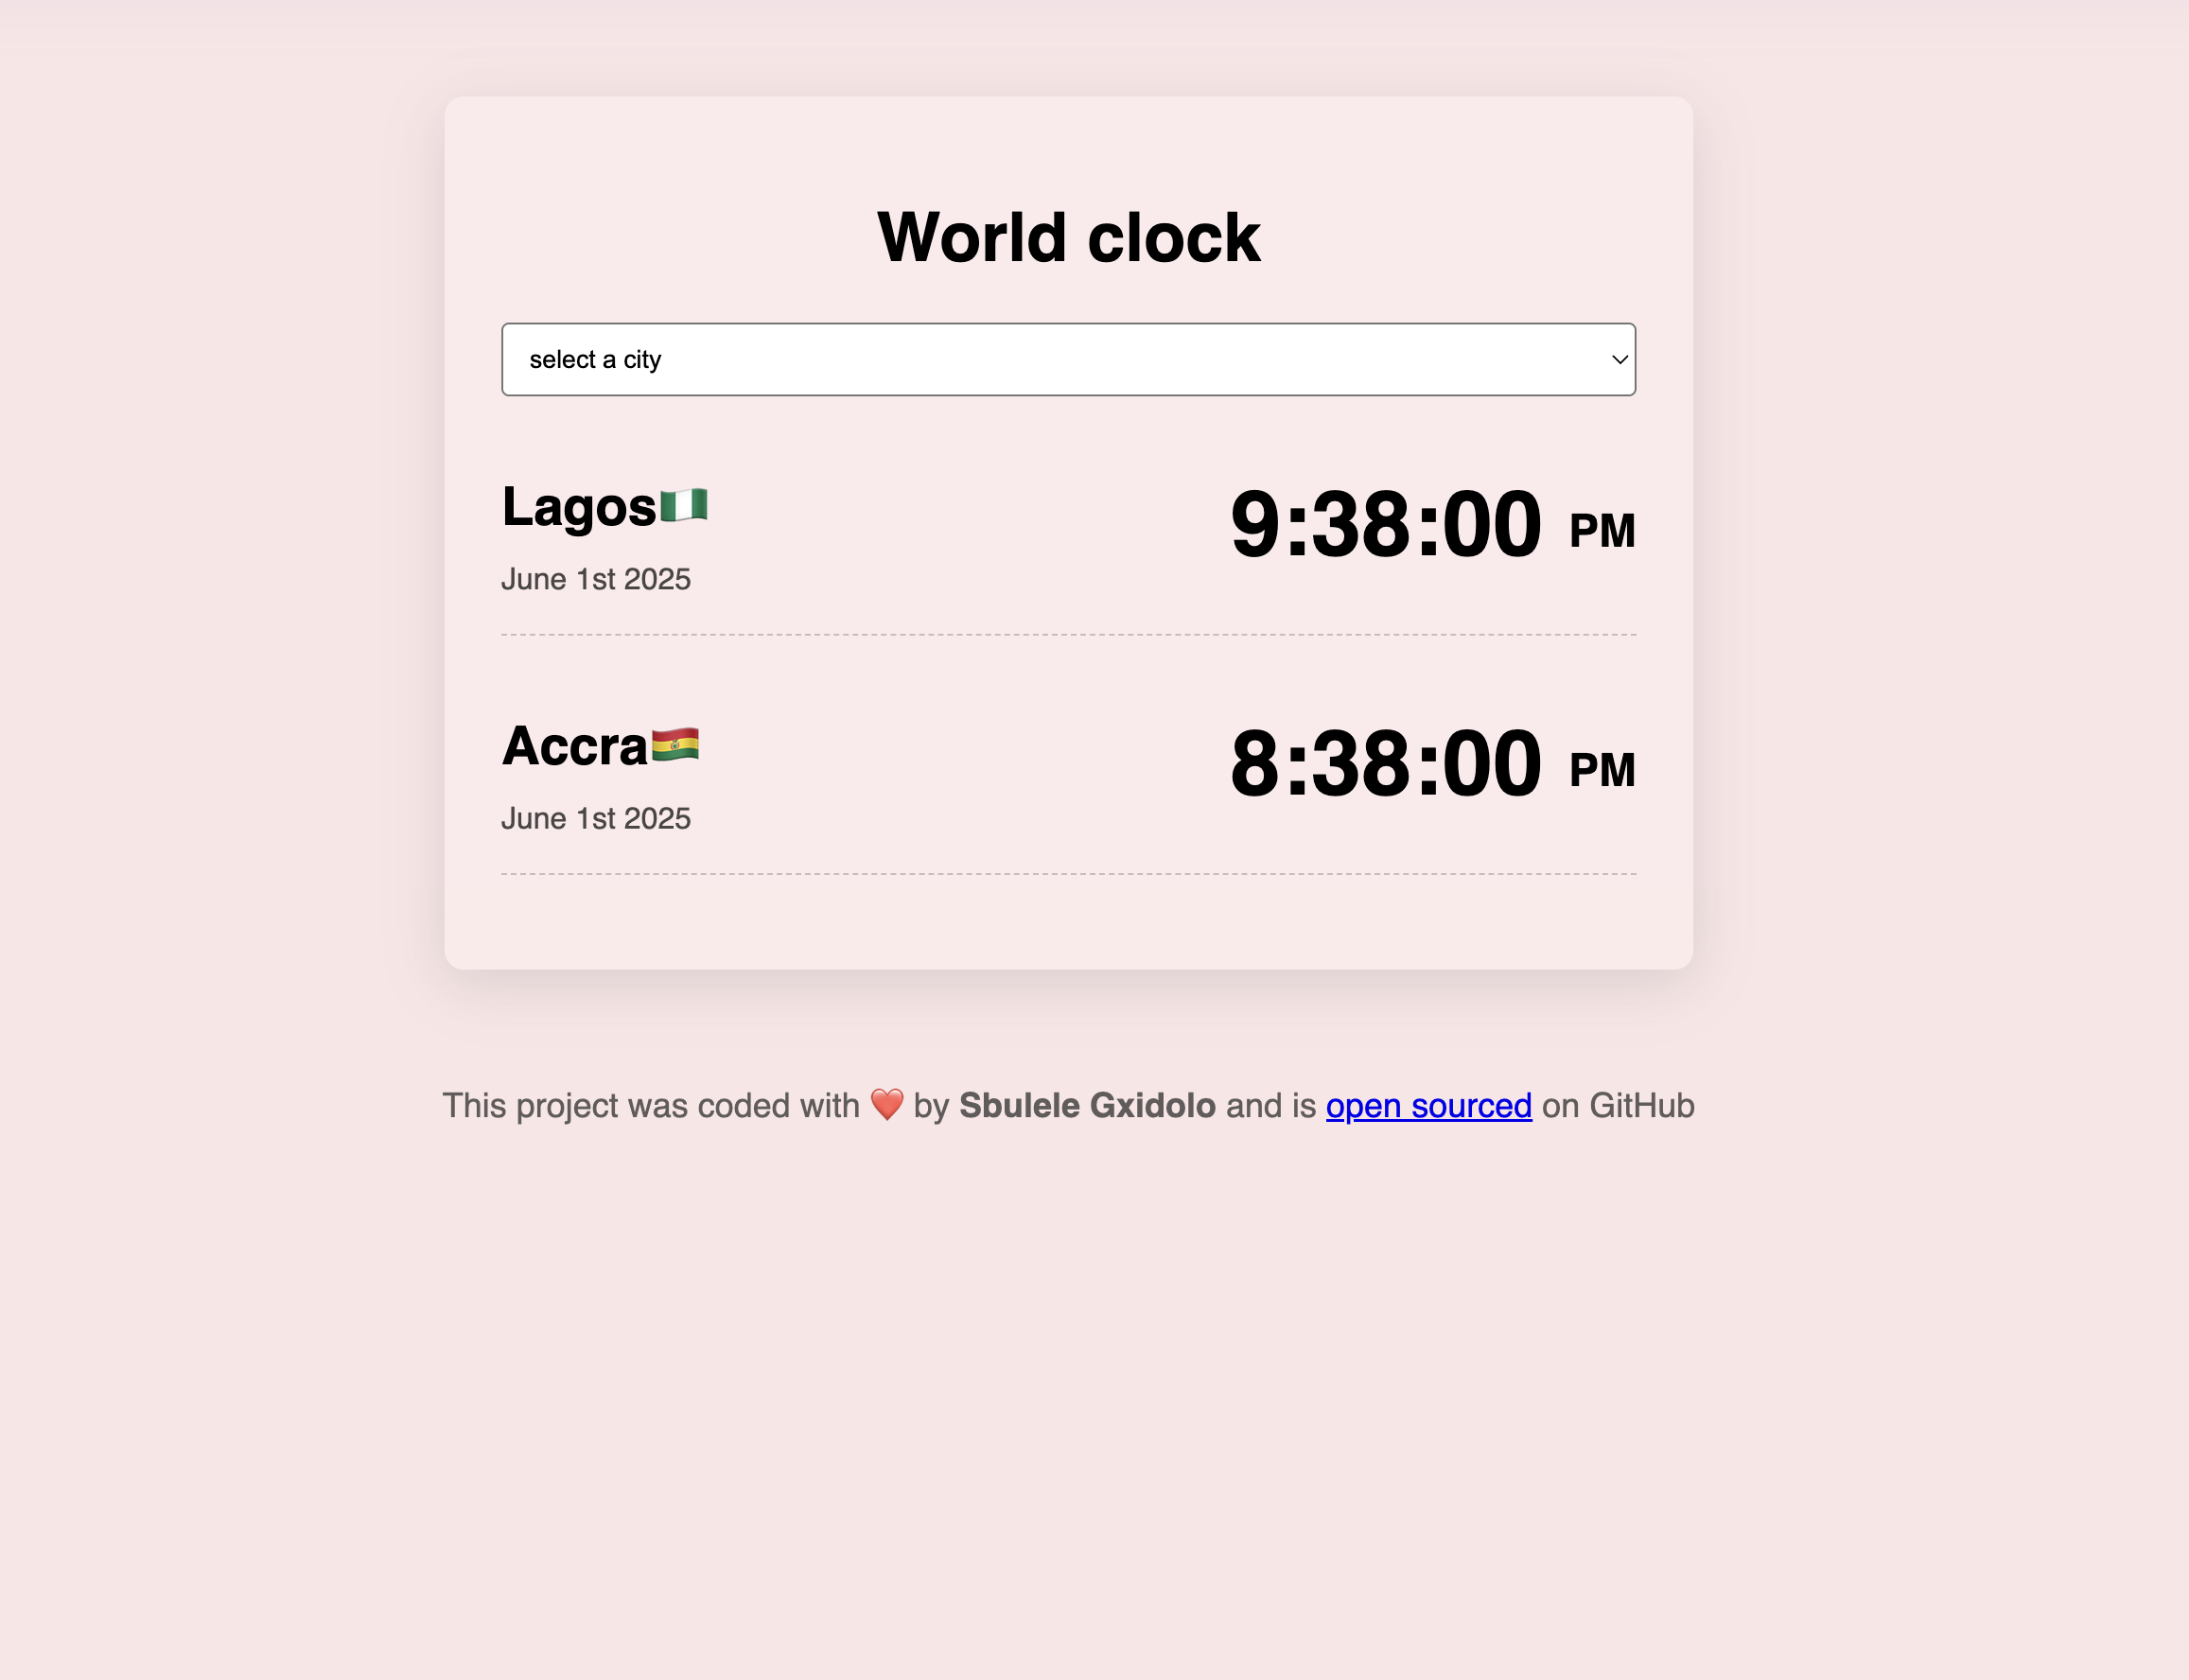 World clock
select a city
Lagos🇳🇬
9:38:00 PM
June 1st 2025
Accra🇧🇴
8:38:00 PM
June 1st 2025
This project was coded with ❤️ by Sbulele Gxidolo and is open sourced on GitHub